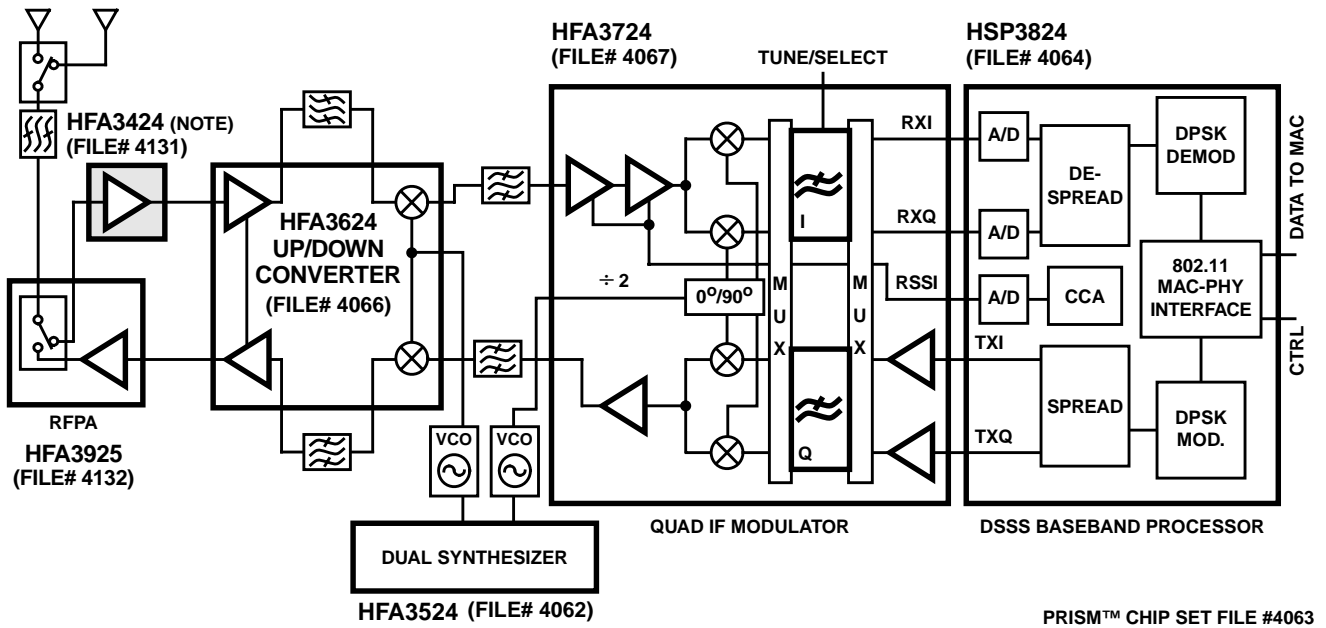 HFA3424 (NOTE)
(FILE# 4131)
HFA3624
UP/DOWN
CONVERTER
(FILE# 4066)
RFPA
HFA3925
(FILE# 4132)
VCO
VCO
DUAL SYNTHESIZER
HFA3524 (FILE# 4062)
HFA3724
(FILE# 4067)
TUNE/SELECT
÷ 2
0°/90°
M
U
X
I
Q
M
U
X
RXI
RXQ
RSSI
TXI
TXQ
QUAD IF MODULATOR
HSP3824
(FILE# 4064)
A/D
A/D
A/D
DE-
SPREAD
CCA
DPSK
DEMOD
802.11
MAC-PHY
INTERFACE
SPREAD
DPSK
MOD.
DATA TO MAC
CTRL
DSSS BASEBAND PROCESSOR
PRISM™ CHIP SET FILE #4063